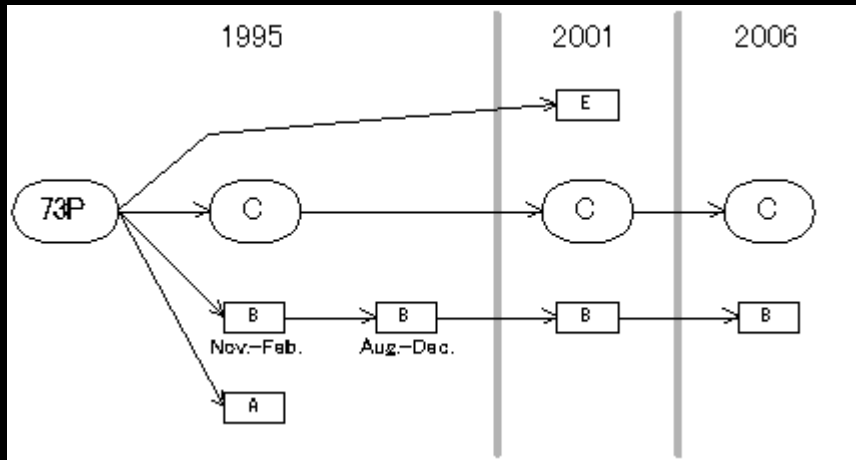 1995 2001 2006
E
73P C C C
B B B B
Nov.-Feb. Aug.-Dec.
A